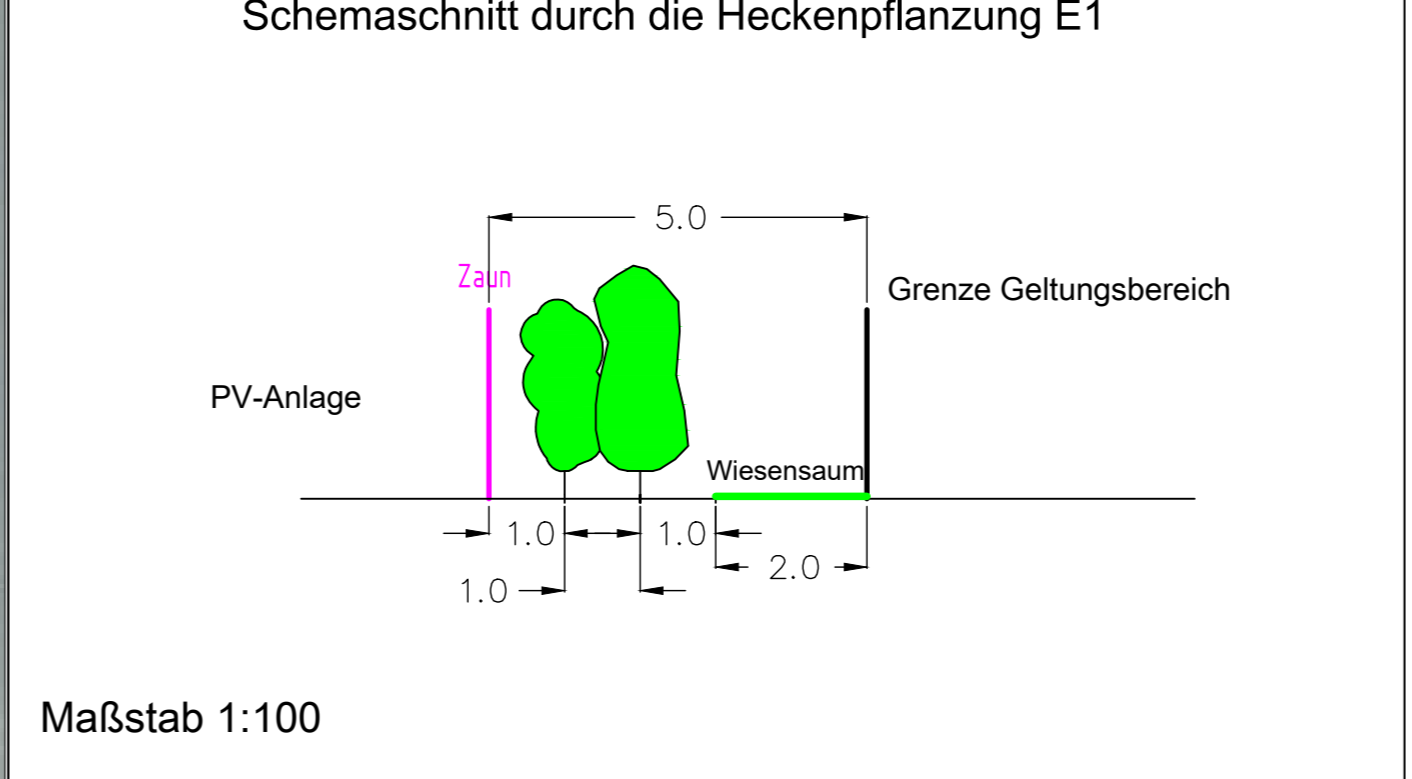 Schemaschnitt durch die Heckenpflanzung E1
5.0
Zaun
Grenze Geltungsbereich
PV-Anlage
Wiesensaum
1.0
1.0
2.0
1.0
Maßstab 1:100